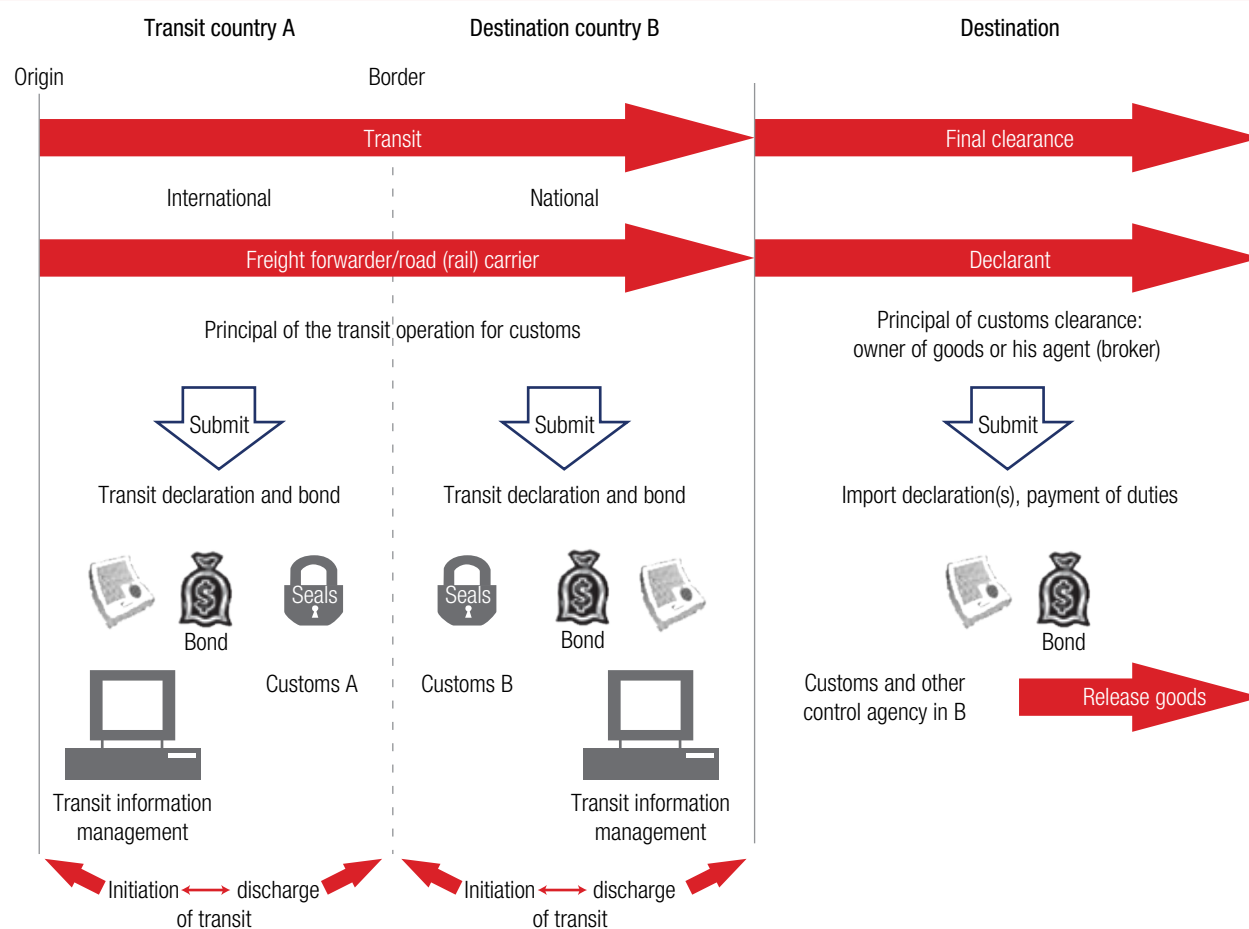 Transit country A
Destination country B
Destination
Origin
Border
Transit
Final clearance
International
National
Freight forwarder/road (rail) carrier
Declarant
Principal of the transit operation for customs
Principal of customs clearance:
owner of goods or his agent (broker)
Submit
Submit
Submit
Transit declaration and bond
Transit declaration and bond
Import declaration(s), payment of duties
$
Seals
Seals
$
$
Bond
Bond
Bond
Customs A
Customs B
Customs and other
control agency in B
Release goods
Transit information
management
Transit information
management
Initiation discharge
of transit
Initiation discharge
of transit